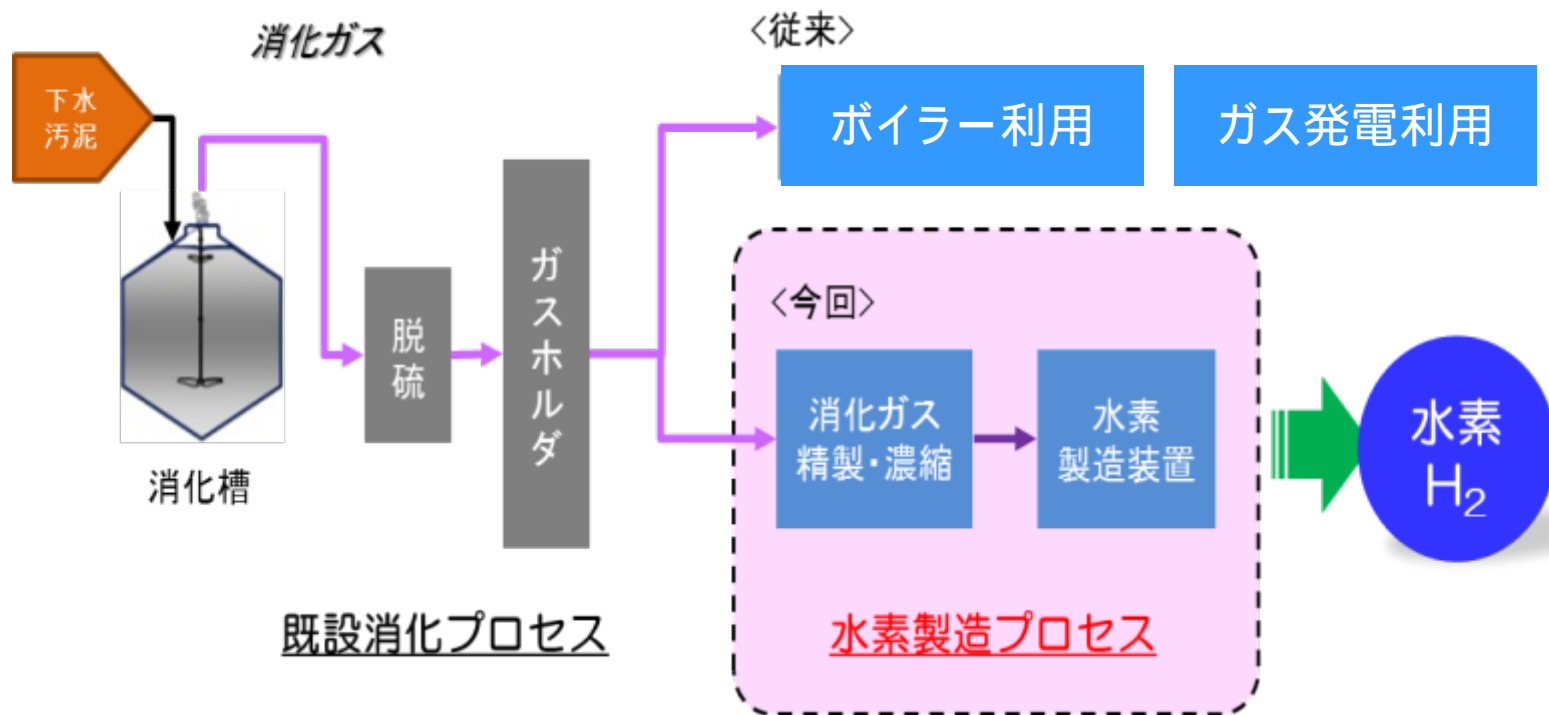 消化ガス
<従来>
下水
汚泥
ボイラー利用
ガス発電利用
ガスホルダ
<今回>
脱硫
消化ガス
精製・濃縮
水素
製造装置
水素
H₂
消化槽
既設消化プロセス
水素製造プロセス